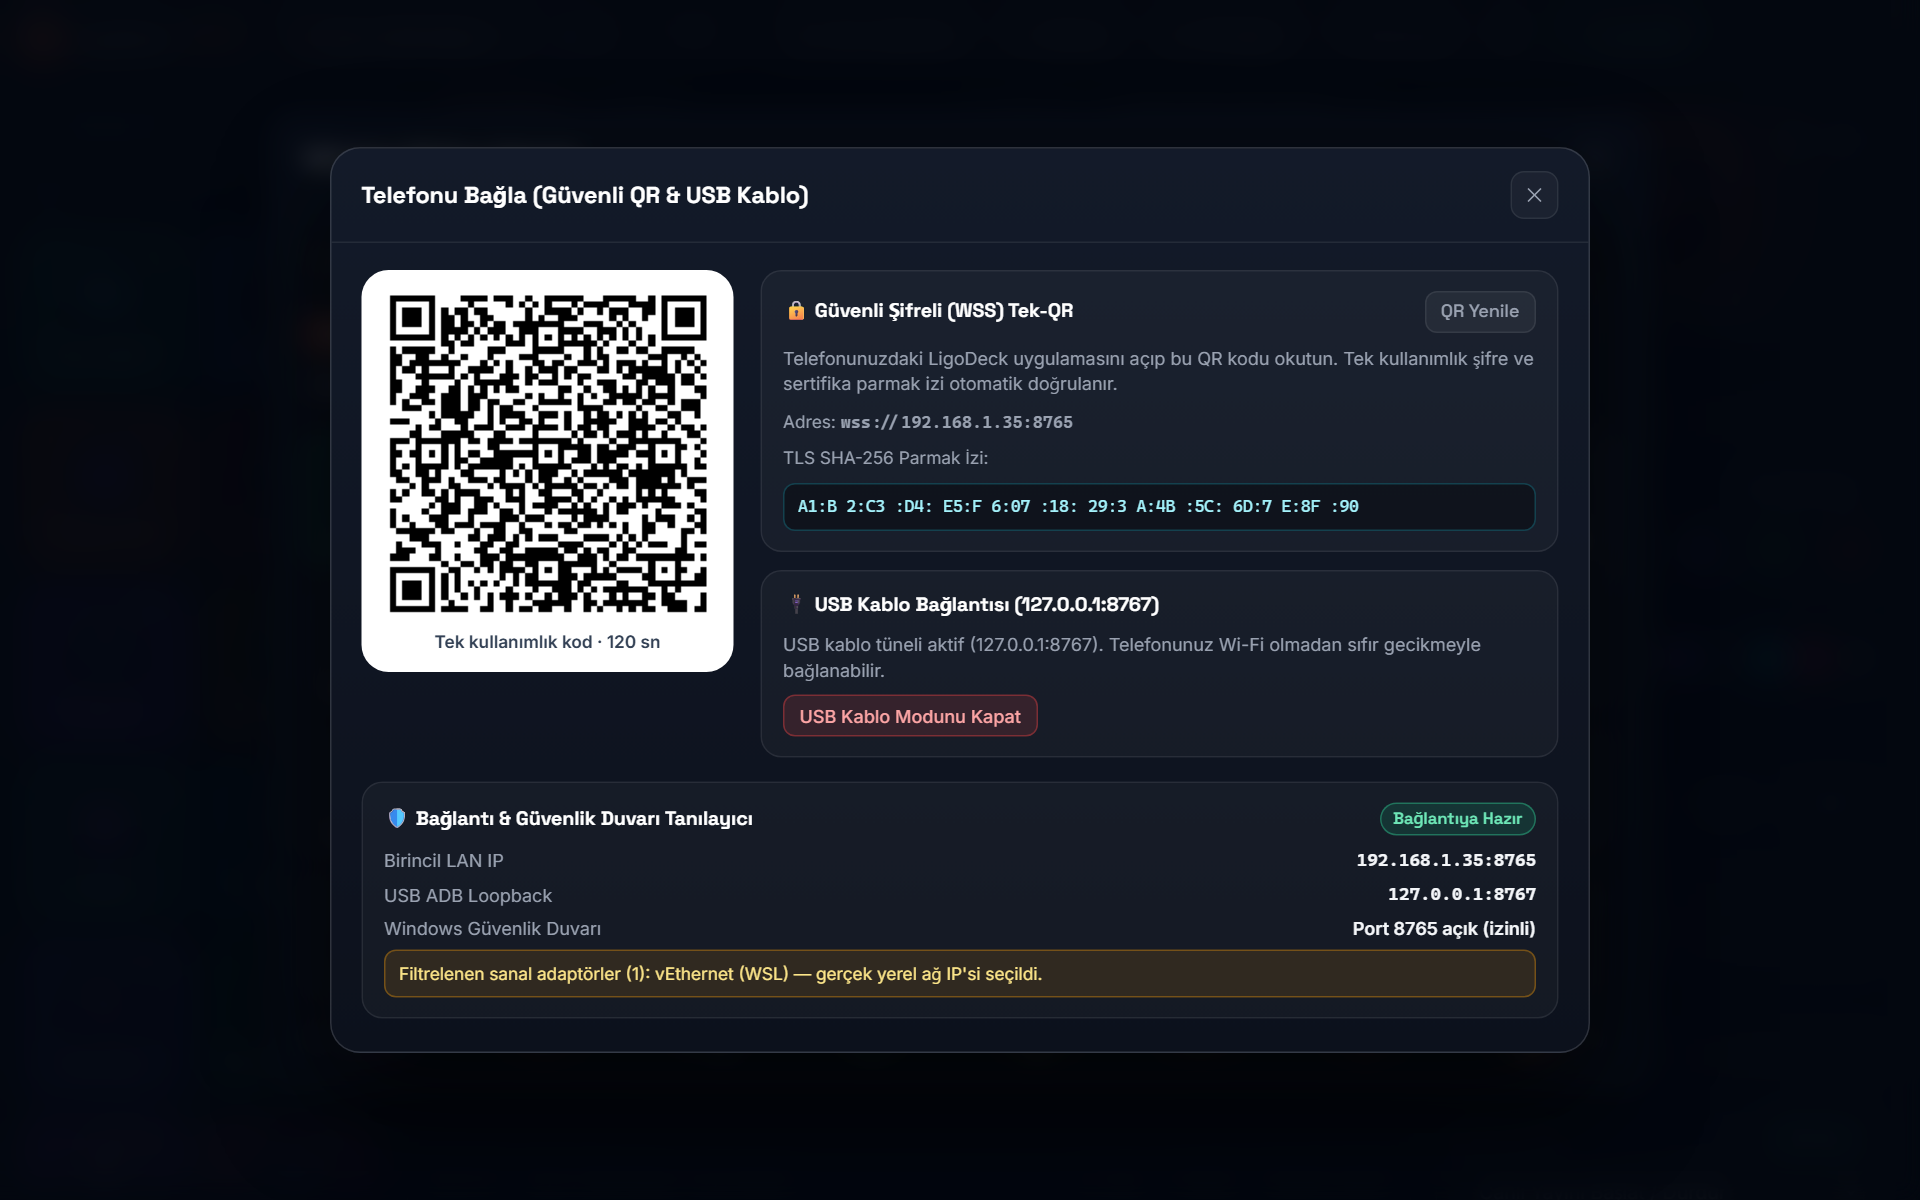 Telefonu Bağla (Güvenli QR & USB Kablo)
Tek kullanımlık kod · 120 sn
Güvenli Şifreli (WSS) Tek-QR
QR Yenile
Telefonunuzdaki LigoDeck uygulamasını açıp bu QR kodu okutun. Tek kullanımlık şifre ve
sertifika parmak izi otomatik doğrulanır.
Adres: wss://192.168.1.35:8765
TLS SHA-256 Parmak İzi:
A1:B 2:C3 :D4: E5:F 6:07 :18: 29:3 A:4B :5C: 6D:7 E:8F :90
USB Kablo Bağlantısı (127.0.0.1:8767)
USB kablo tüneli aktif (127.0.0.1:8767). Telefonunuz Wi-Fi olmadan sıfır gecikmeyle
bağlanabilir.
USB Kablo Modunu Kapat
Bağlantı & Güvenlik Duvarı Tanılayıcı
Bağlantıya Hazır
Birincil LAN IP
192.168.1.35:8765
USB ADB Loopback
127.0.0.1:8767
Windows Güvenlik Duvarı
Port 8765 açık (izinli)
Filtrelenen sanal adaptörler (1): vEthernet (WSL) — gerçek yerel ağ IP'si seçildi.